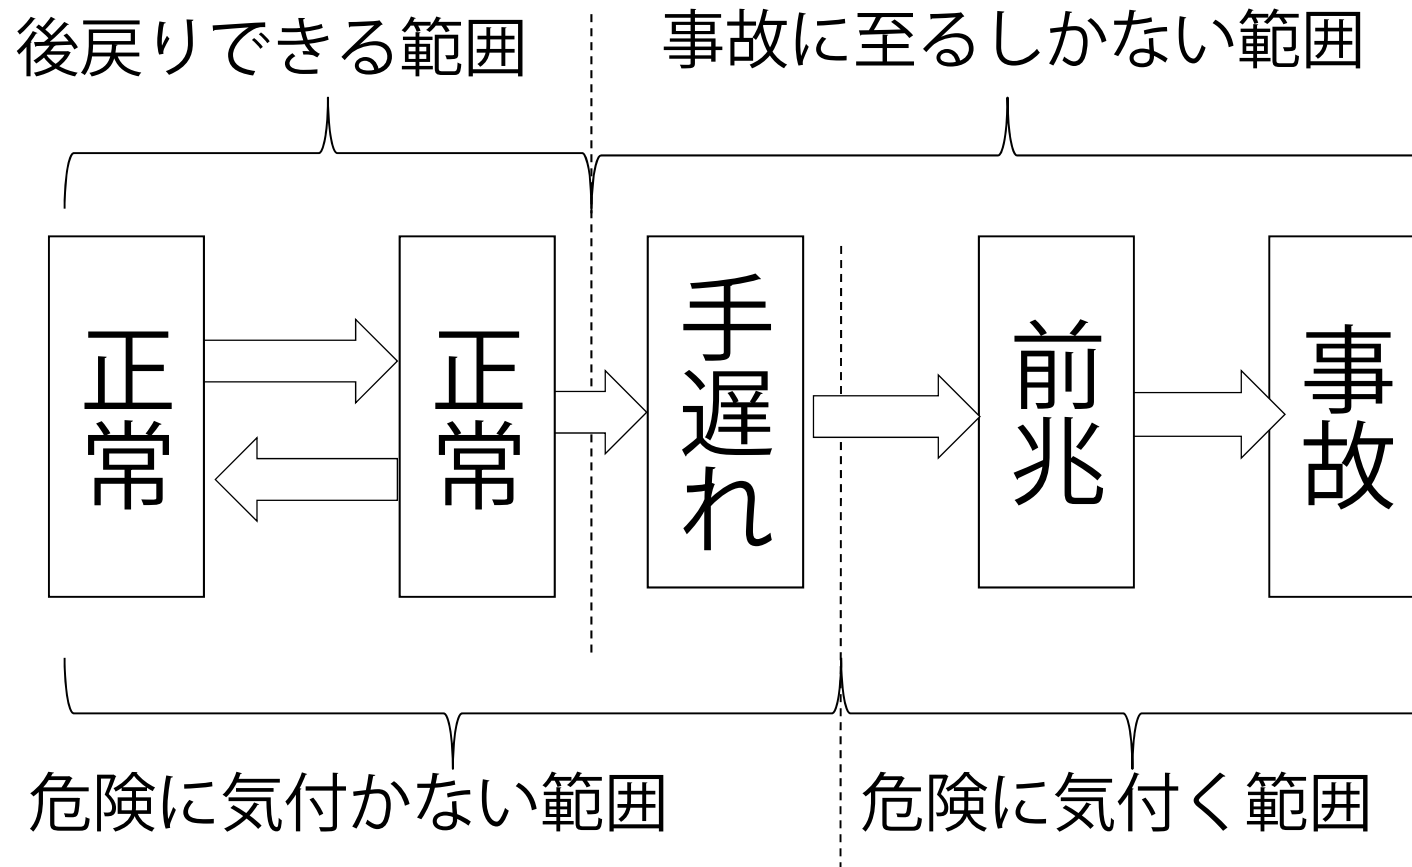 後戻りできる範囲
事故に至るしかない範囲
正常
正常
手遅れ
前兆
事故
危険に気付かない範囲
危険に気付く範囲